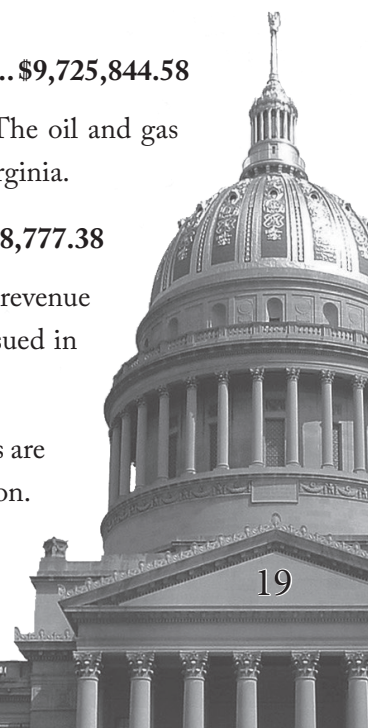 ..$9,725,844.58
The oil and gas
rginia.
8,777.38
revenue
sued in
s are
on.
19